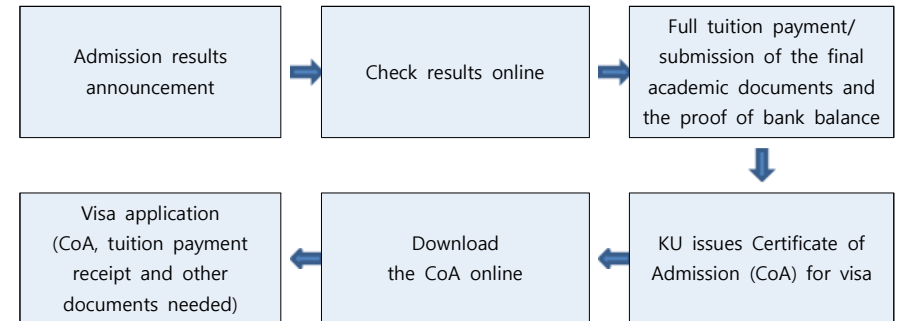 Admission results
announcement
Check results online
Full tuition payment/
submission of the final
academic documents and
the proof of bank balance
KU issues Certificate of
Admission (CoA) for visa
Download
the CoA online
Visa application
(CoA, tuition payment
receipt and other
documents needed)